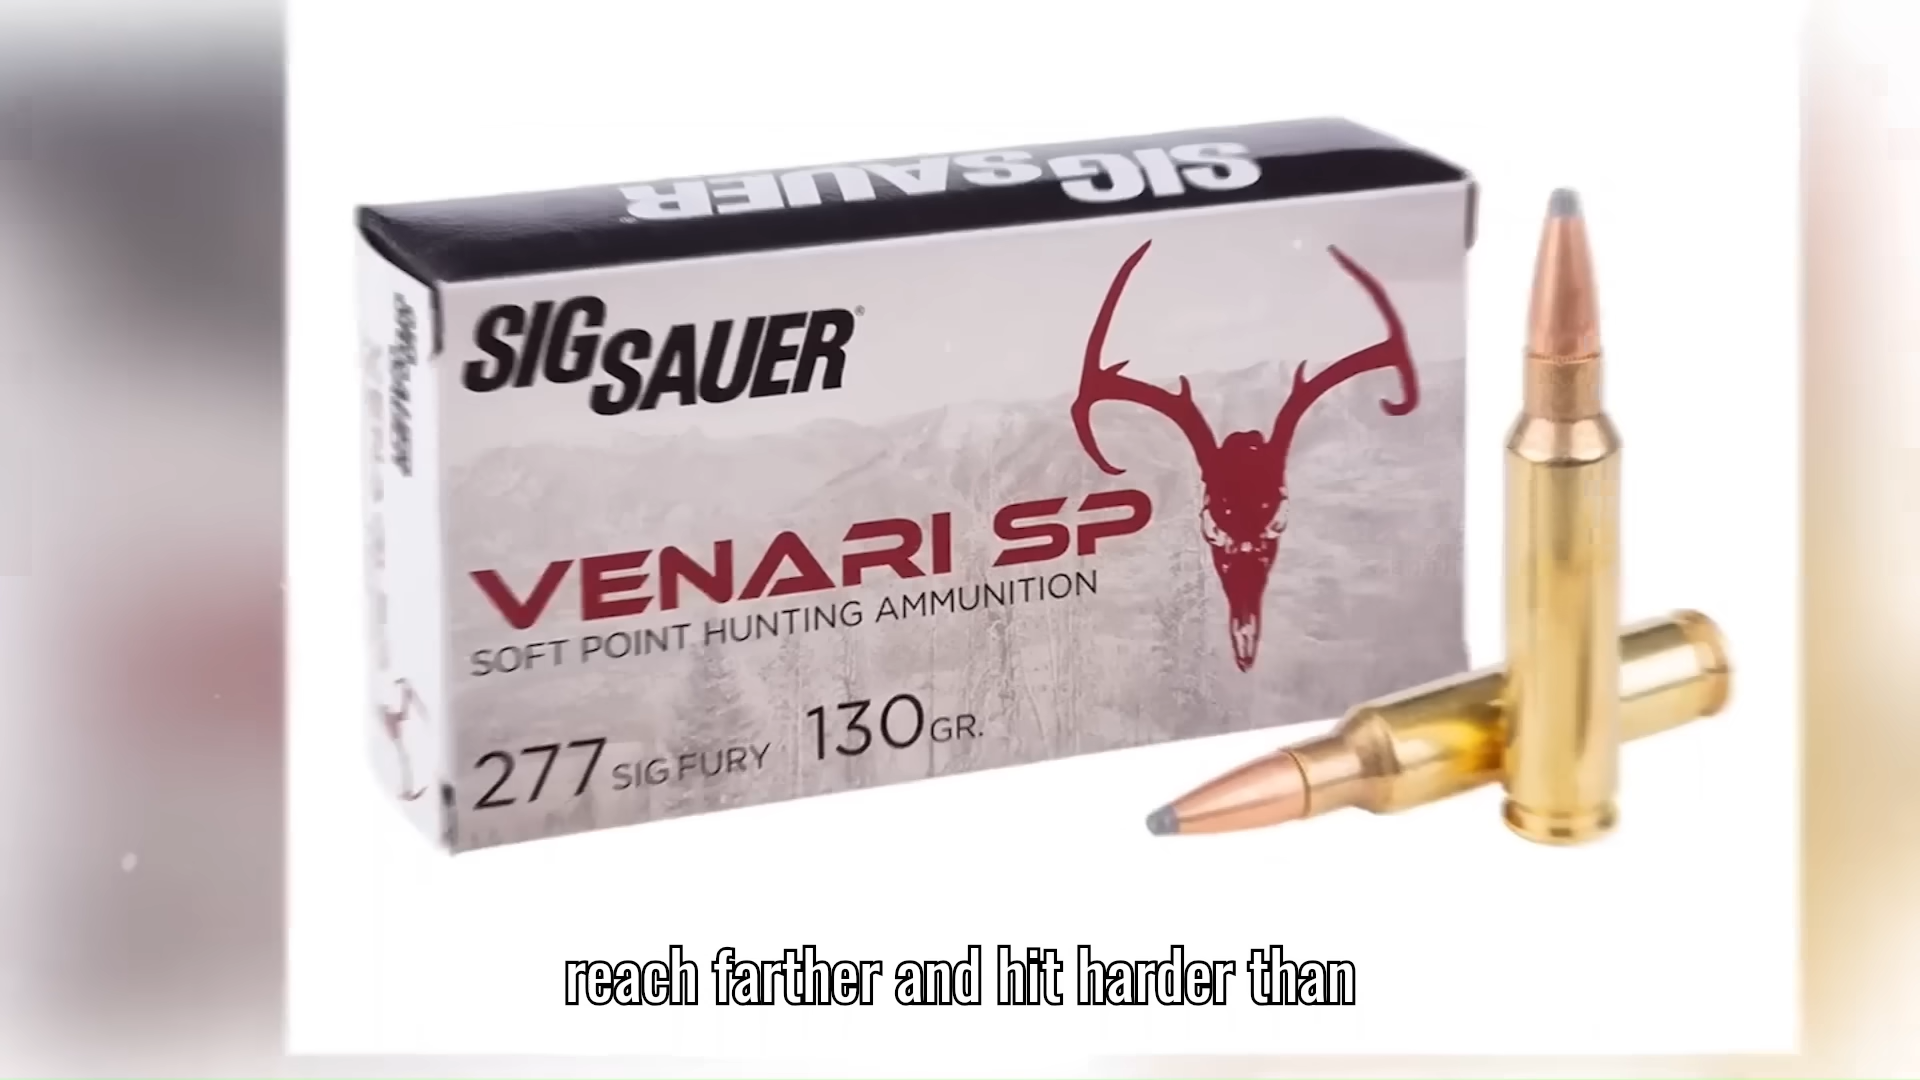 SIG SAUER
SIG SAUER®
VENARI SP
SOFT POINT HUNTING AMMUNITION
277 SIG FURY 130 GR.
reach farther and hit harder than